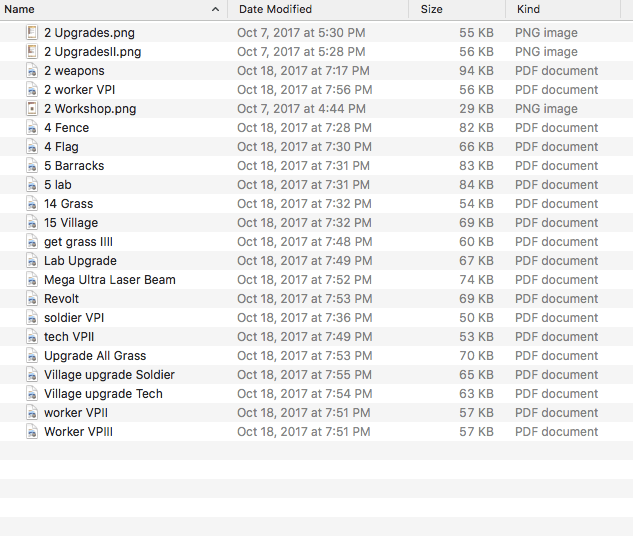 Name Date Modified Size Kind
2 Upgrades.png Oct 7, 2017 at 5:30 PM 55 KB PNG image
2 UpgradesII.png Oct 7, 2017 at 5:28 PM 56 KB PNG image
2 weapons Oct 18, 2017 at 7:17 PM 94 KB PDF document
2 worker VPI Oct 18, 2017 at 7:56 PM 56 KB PDF document
2 Workshop.png Oct 7, 2017 at 4:44 PM 29 KB PNG image
4 Fence Oct 18, 2017 at 7:28 PM 82 KB PDF document
4 Flag Oct 18, 2017 at 7:30 PM 66 KB PDF document
5 Barracks Oct 18, 2017 at 7:31 PM 83 KB PDF document
5 lab Oct 18, 2017 at 7:31 PM 84 KB PDF document
14 Grass Oct 18, 2017 at 7:32 PM 54 KB PDF document
15 Village Oct 18, 2017 at 7:32 PM 69 KB PDF document
get grass IIII Oct 18, 2017 at 7:48 PM 60 KB PDF document
Lab Upgrade Oct 18, 2017 at 7:49 PM 67 KB PDF document
Mega Ultra Laser Beam Oct 18, 2017 at 7:52 PM 74 KB PDF document
Revolt Oct 18, 2017 at 7:53 PM 69 KB PDF document
soldier VPI Oct 18, 2017 at 7:36 PM 50 KB PDF document
tech VPII Oct 18, 2017 at 7:49 PM 53 KB PDF document
Upgrade All Grass Oct 18, 2017 at 7:53 PM 70 KB PDF document
Village upgrade Soldier Oct 18, 2017 at 7:55 PM 65 KB PDF document
Village upgrade Tech Oct 18, 2017 at 7:54 PM 63 KB PDF document
worker VPII Oct 18, 2017 at 7:51 PM 57 KB PDF document
Worker VPIII Oct 18, 2017 at 7:51 PM 57 KB PDF document